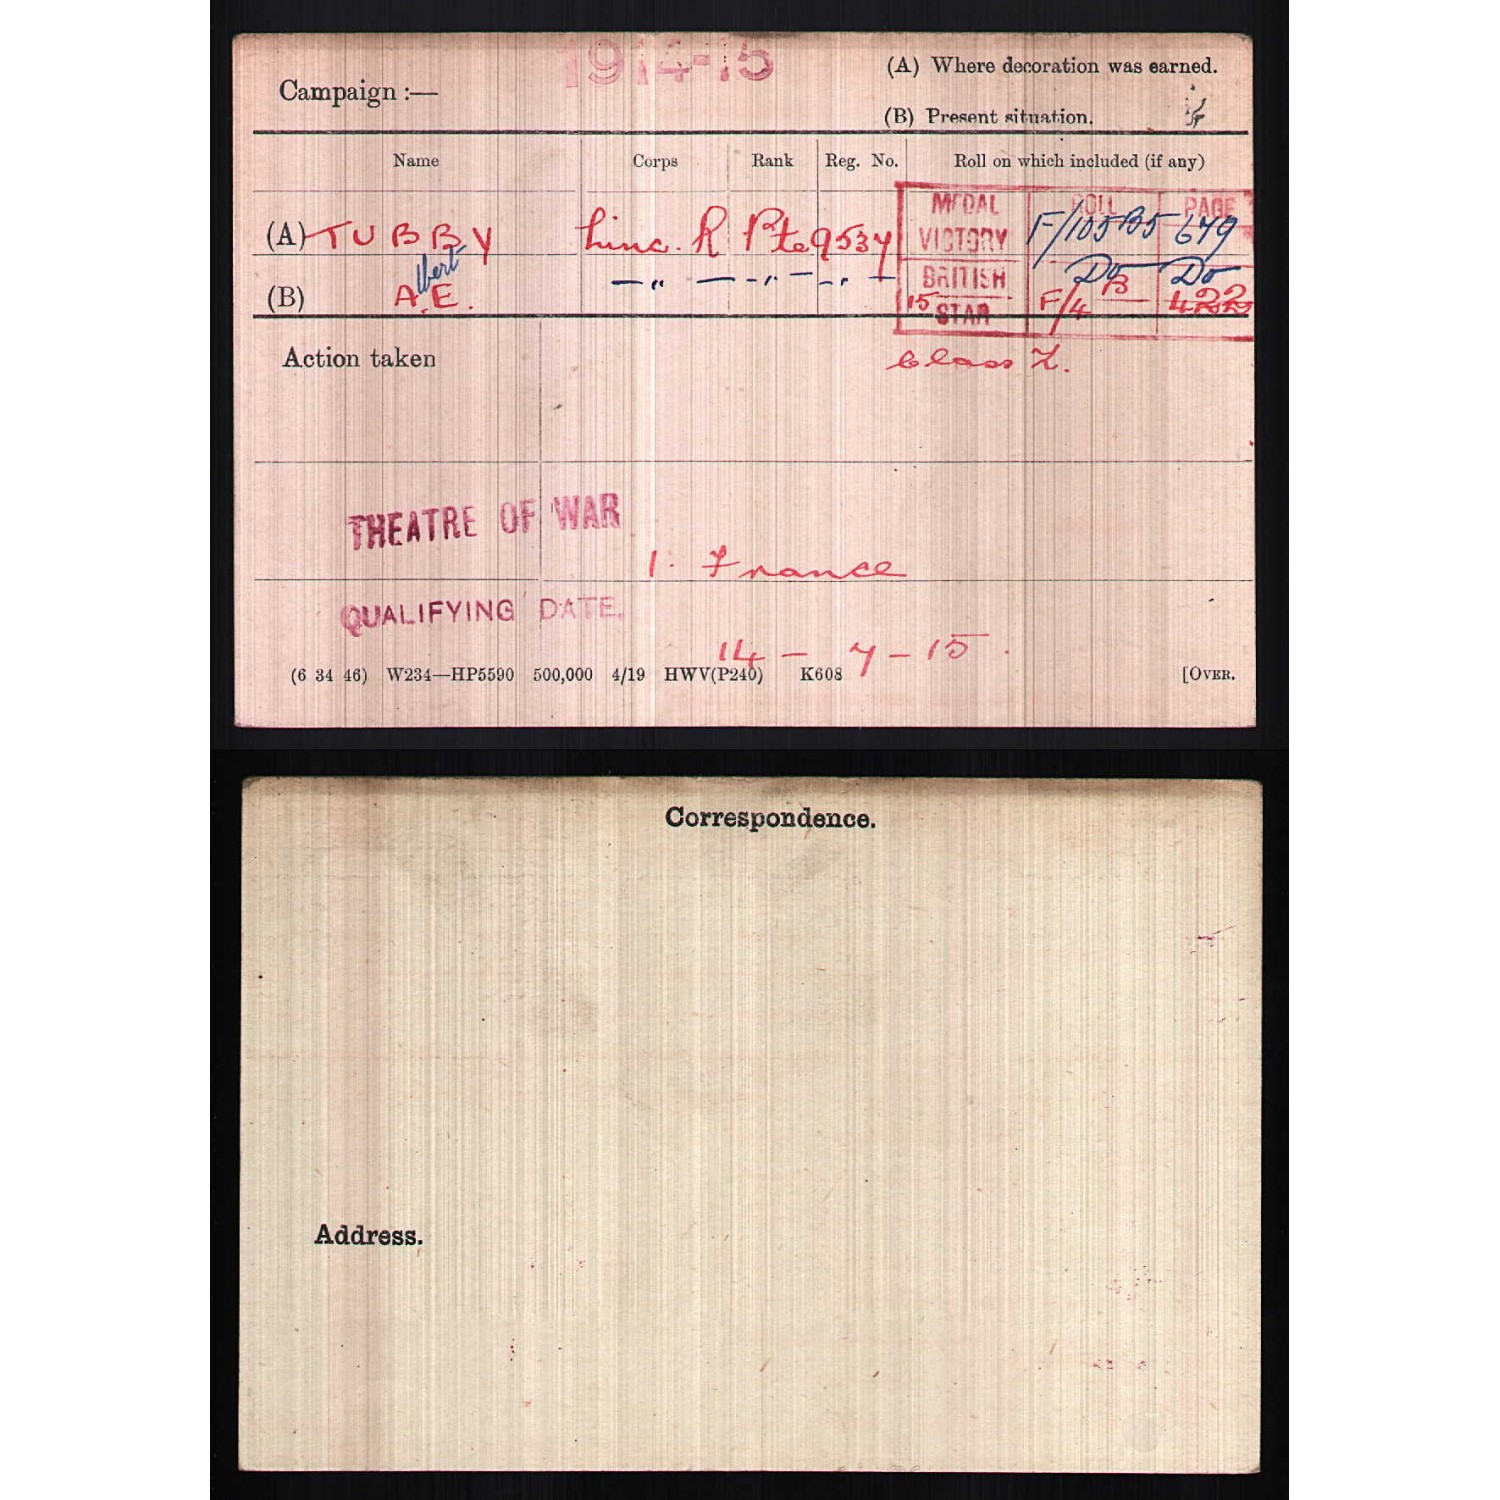 1914-15
Campaign :—
(A) Where decoration was earned.
(B) Present situation.
Name Corps Rank Reg. No. Roll on which included (if any)
MEDAL ROLL PAGE
(A) TUBBY Linc. R Pte 9537 VICTORY F/105 B5 679
(B) Albert E. —"— —"— —"— BRITISH Do Do
15 STAR F/4 B 422
Action taken Class Z.
THEATRE OF WAR
1. France
QUALIFYING DATE.
14 — 7 — 15.
(6 34 46) W234—HP5590 500,000 4/19 HWV(P240) K608 [OVER.
Correspondence.
Address.